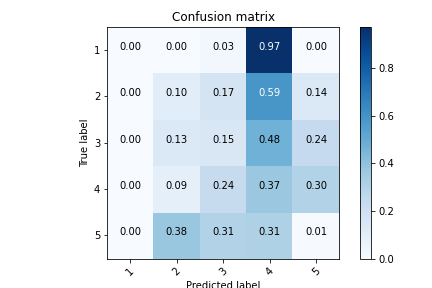 Confusion matrix
1 0.00 0.00 0.03 0.97 0.00
2 0.00 0.10 0.17 0.59 0.14
3 0.00 0.13 0.15 0.48 0.24
4 0.00 0.09 0.24 0.37 0.30
5 0.00 0.38 0.31 0.31 0.01
1 2 3 4 5
True label
Predicted label
0.8
0.6
0.4
0.2
0.0